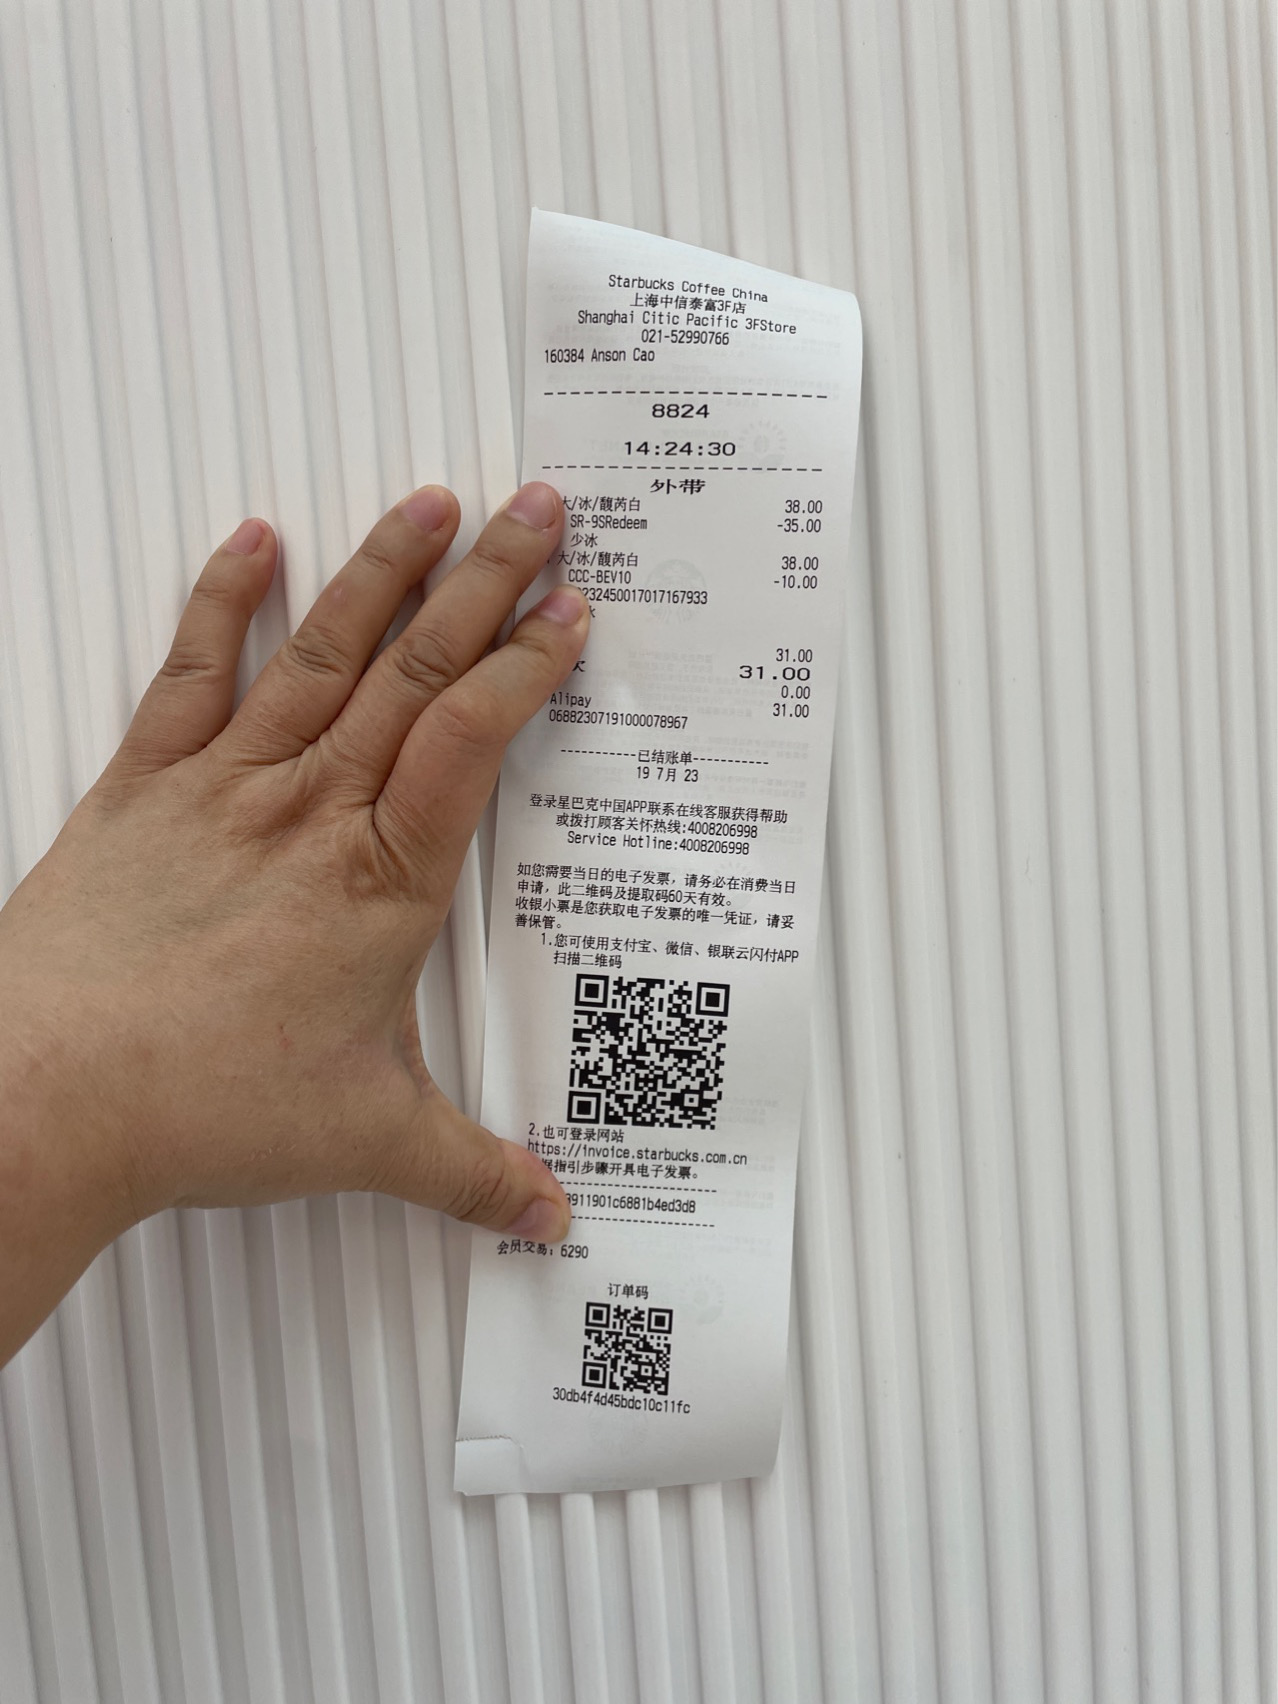 Starbucks Coffee China
上海中信泰富3F店
Shanghai Citic Pacific 3FStore
021-52990766
160384 Anson Cao
8824
14:24:30
外带
大/冰/馥芮白 38.00
SR-9SRedeem -35.00
少冰
大/冰/馥芮白 38.00
CCC-BEV10 -10.00
232450017017167933
31.00
31.00
0.00
Alipay 31.00
06882307191000078967
-----------已结账单-----------
19 7月 23
登录星巴克中国APP联系在线客服获得帮助
或拨打顾客关怀热线:4008206998
Service Hotline:4008206998
如您需要当日的电子发票，请务必在消费当日
申请，此二维码及提取码60天有效。
收银小票是您获取电子发票的唯一凭证，请妥
善保管。
1.您可使用支付宝、微信、银联云闪付APP
扫描二维码
2.也可登录网站
https://invoice.starbucks.com.cn
据指引步骤开具电子发票。
911901c6881b4ed3d8
会员交易：6290
订单码
30db4f4d45bdc10c11fc